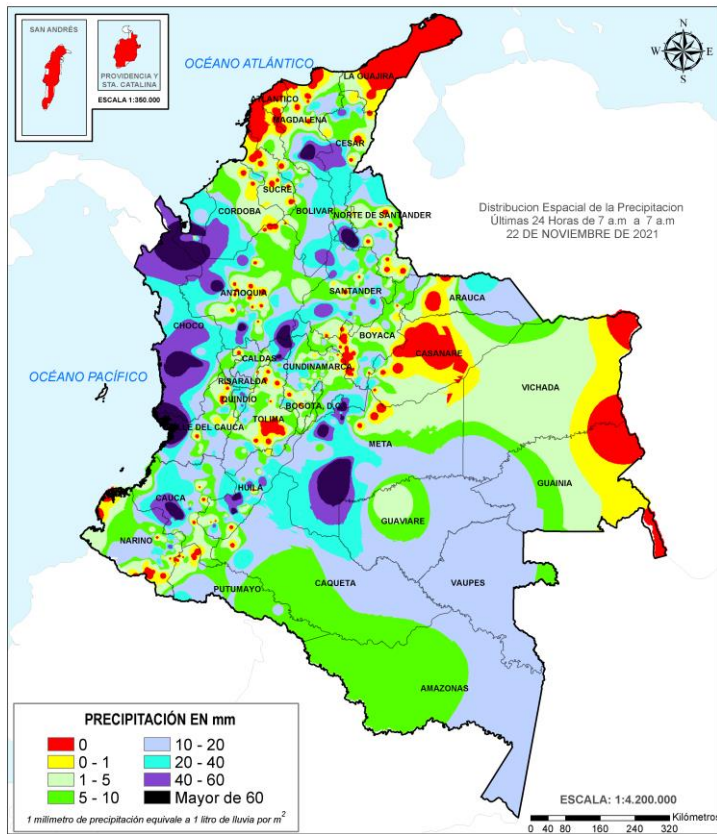 SAN ANDRÉS
PROVIDENCIA Y
STA. CATALINA
ESCALA 1:360.000
OCÉANO ATLÁNTICO
N
W E
S
LA GUAJIRA
ATLANTICO
MAGDALENA
CESAR
SUCRE
CORDOBA
BOLIVAR
NORTE DE SANTANDER
Distribucion Espacial de la Precipitacion
Últimas 24 Horas de 7 a.m a 7 a.m
22 DE NOVIEMBRE DE 2021
ANTIOQUIA
SANTANDER
ARAUCA
CHOCO
BOYACA
CASANARE
OCÉANO PACÍFICO
CALDAS
CUNDINAMARCA
RISARALDA
VICHADA
QUINDIO
BOGOTA, D.C.
TOLIMA
DEL CAUCA
META
GUAINIA
HUILA
CAUCA
GUAVIARE
NARINO
PUTUMAYO
CAQUETA
VAUPES
AMAZONAS
PRECIPITACIÓN EN mm
0
0 - 1
1 - 5
5 - 10
10 - 20
20 - 40
40 - 60
Mayor de 60
1 milimetro de precipitación equivale a 1 litro de lluvia por m²
ESCALA: 1:4.200.000
Kilómetros
0 40 80 160 240 320